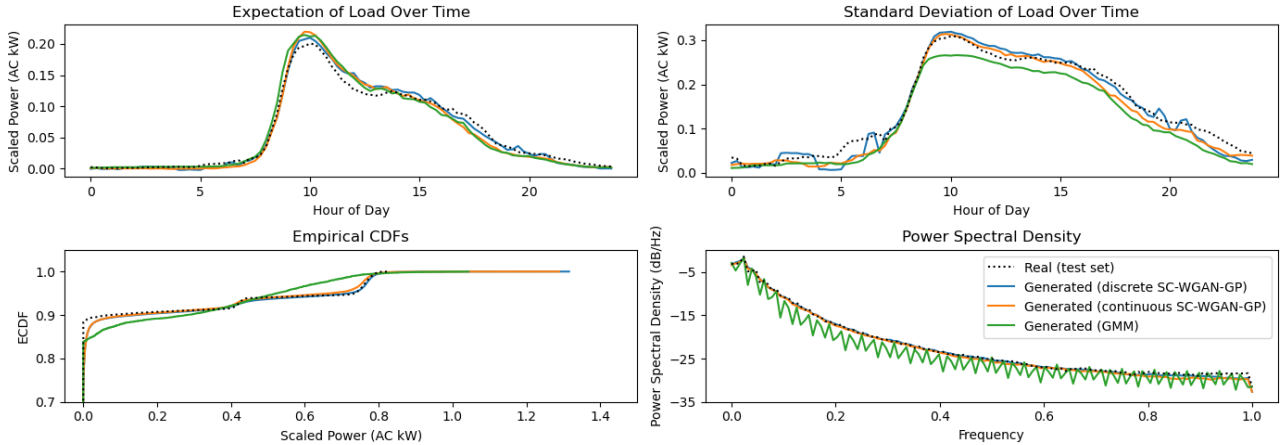 Expectation of Load Over Time
Scaled Power (AC kW)
0.20
0.15
0.10
0.05
0.00
0 5 10 15 20
Hour of Day
Standard Deviation of Load Over Time
Scaled Power (AC kW)
0.3
0.2
0.1
0.0
0 5 10 15 20
Hour of Day
Empirical CDFs
ECDF
1.0
0.9
0.8
0.7
0.0 0.2 0.4 0.6 0.8 1.0 1.2 1.4
Scaled Power (AC kW)
Power Spectral Density
Power Spectral Density (dB/Hz)
−5
−15
−25
−35
Real (test set)
Generated (discrete SC-WGAN-GP)
Generated (continuous SC-WGAN-GP)
Generated (GMM)
0.0 0.2 0.4 0.6 0.8 1.0
Frequency